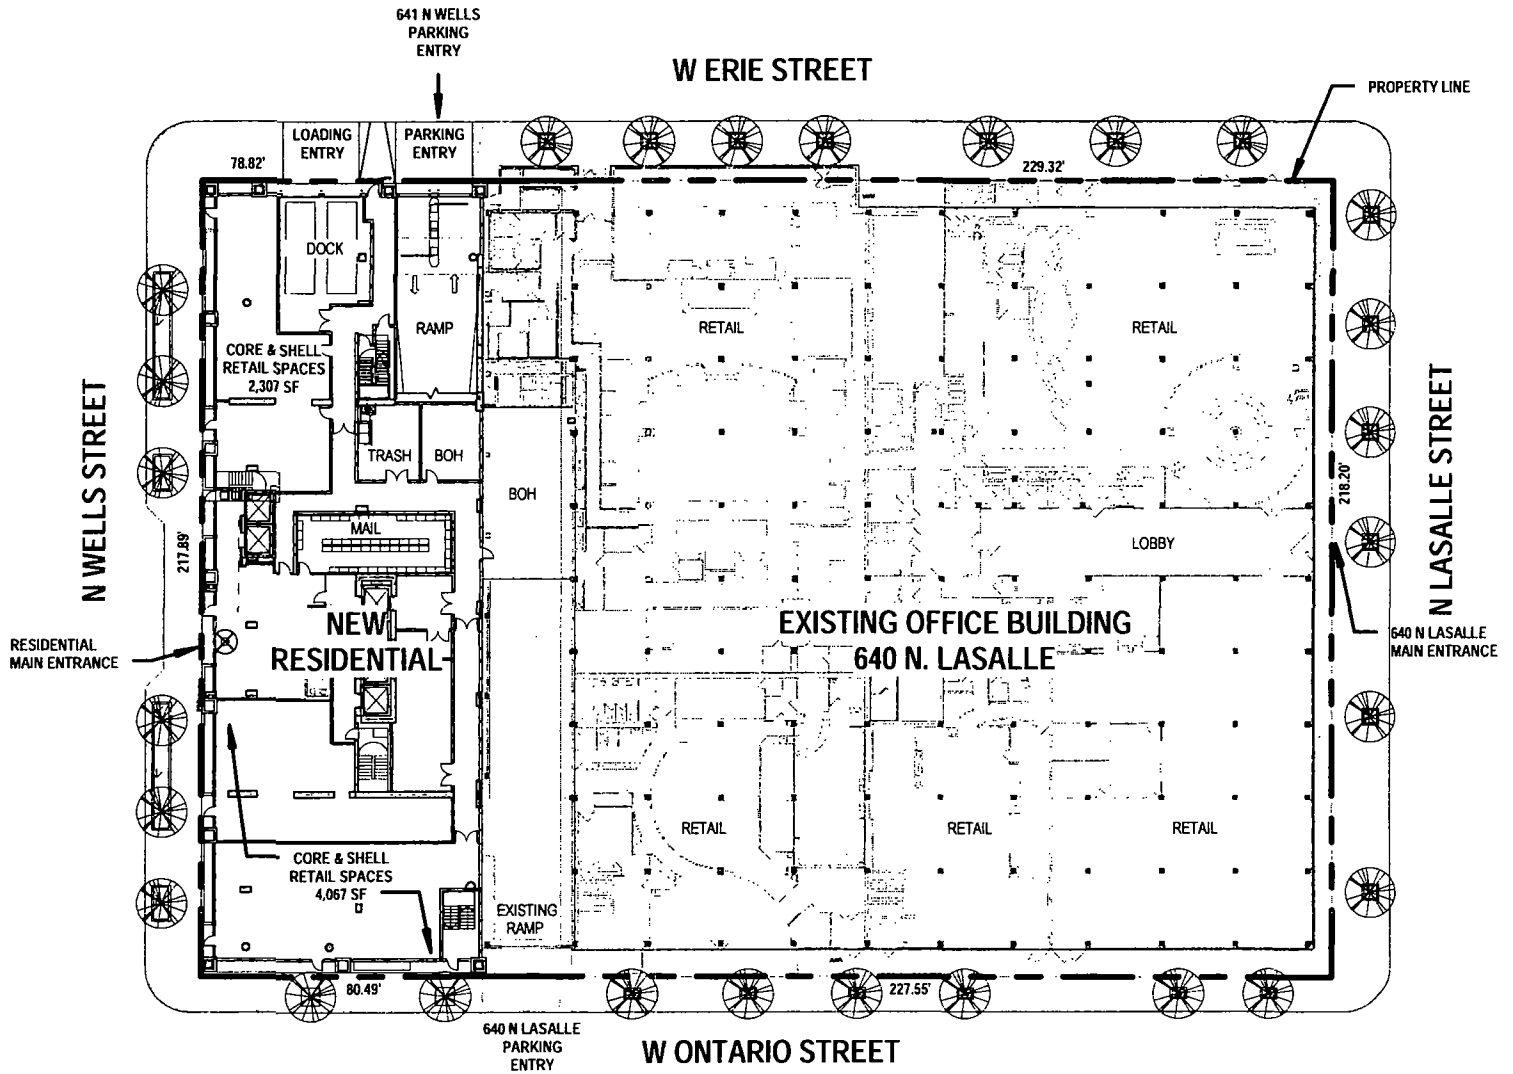 641 N WELLS
PARKING
ENTRY
W ERIE STREET
PROPERTY LINE
LOADING
ENTRY
PARKING
ENTRY
78.82'
229.32'
DOCK
RAMP
RETAIL
RETAIL
CORE & SHELL
RETAIL SPACES
2,307 SF
N WELLS STREET
N LASALLE STREET
TRASH
BOH
BOH
218.20'
217.89'
MAIL
LOBBY
NEW
RESIDENTIAL
EXISTING OFFICE BUILDING
640 N. LASALLE
RESIDENTIAL
MAIN ENTRANCE
640 N LASALLE
MAIN ENTRANCE
RETAIL
RETAIL
RETAIL
CORE & SHELL
RETAIL SPACES
4,067 SF
EXISTING
RAMP
80.49'
227.55'
640 N LASALLE
PARKING
ENTRY
W ONTARIO STREET